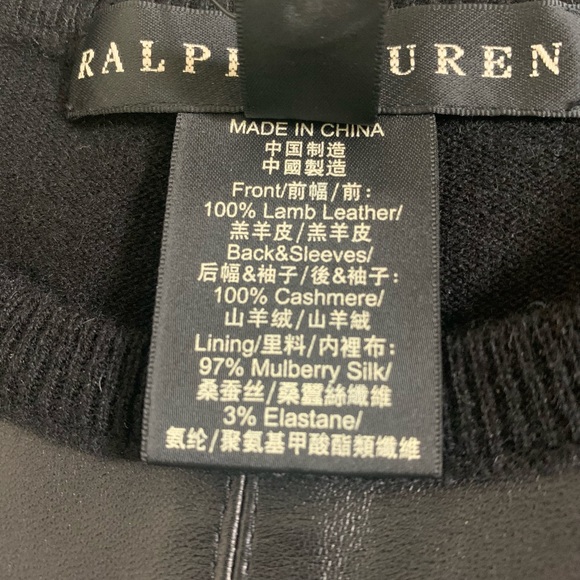 RALP UREN
MADE IN CHINA
中国制造
中國製造
Front/前幅/前:
100% Lamb Leather/
羔羊皮/羔羊皮
Back&Sleeves/
后幅&袖子/後&袖子/
100% Cashmere/
山羊绒/山羊絨
Lining/里料/内裡布:
97% Mulberry Silk/
桑蚕丝/桑蠶絲纖維
3% Elastane/
氨纶/聚氨基甲酸酯類纖维